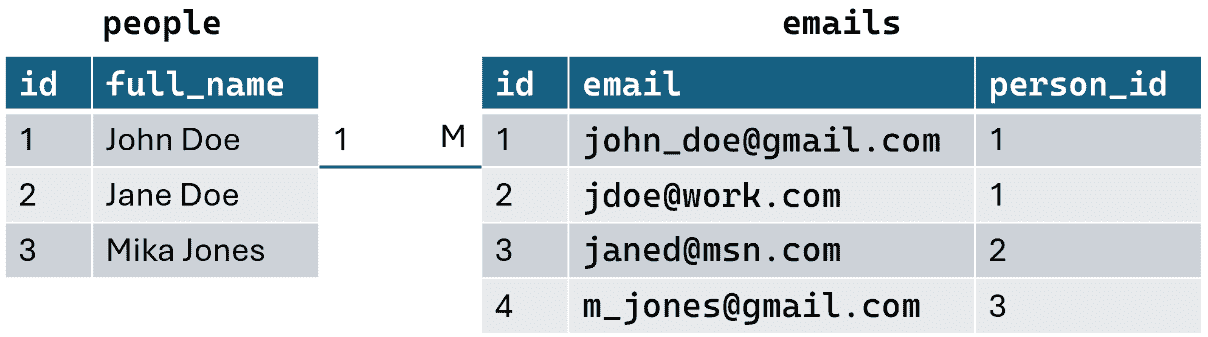 people emails
id full_name id email person_id
1 John Doe 1 M 1 john_doe@gmail.com 1
2 Jane Doe 2 jdoe@work.com 1
3 Mika Jones 3 janed@msn.com 2
4 m_jones@gmail.com 3